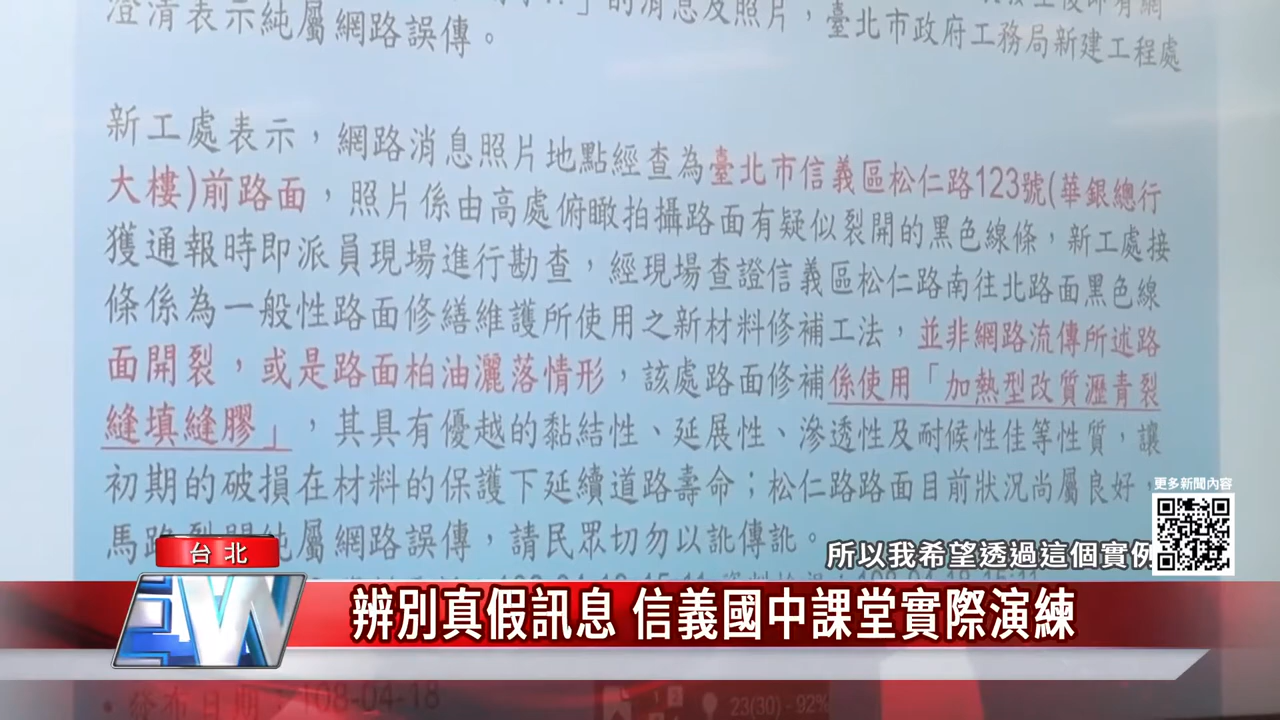 」的消息及照片，
澄清表示純屬網路誤傳。
臺北市政府工務局新建工程處
新工處表示，網路消息照片地點經查為臺北市信義區松仁路123號(華銀總行
大樓)前路面，照片係由高處俯瞰拍攝路面有疑似裂開的黑色線條，新工處接
獲通報時即派員現場進行勘查，經現場查證信義區松仁路南往北路面黑色線
條係為一般性路面修繕維護所使用之新材料修補工法，並非網路流傳所述路
面開裂，或是路面柏油灑落情形，該處路面修補係使用「加熱型改質瀝青裂
縫填縫膠」，其具有優越的黏結性、延展性、滲透性及耐候性佳等性質，讓
初期的破損在材料的保護下延續道路壽命；松仁路路面目前狀況尚屬良好，
馬路裂開純屬網路誤傳，請民眾切勿以訛傳訛。
更多新聞內容
所以我希望透過這個實例
台北
EW
辨別真假訊息 信義國中課堂實際演練
•發布日期：108-04-18
23(30) - 92%